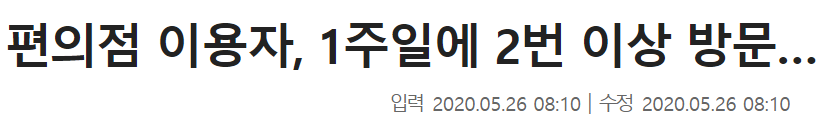 편의점 이용자, 1주일에 2번 이상 방문...
입력 2020.05.26 08:10 | 수정 2020.05.26 08:10